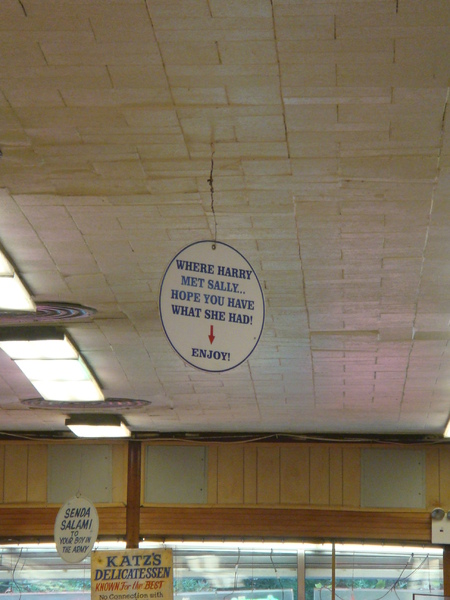 WHERE HARRY
MET SALLY...
HOPE YOU HAVE
WHAT SHE HAD!
ENJOY!
SENDA
SALAMI
TO
YOUR BOY IN
THE ARMY
KATZ'S
DELICATESSEN
KNOWN for the BEST
No Connection with